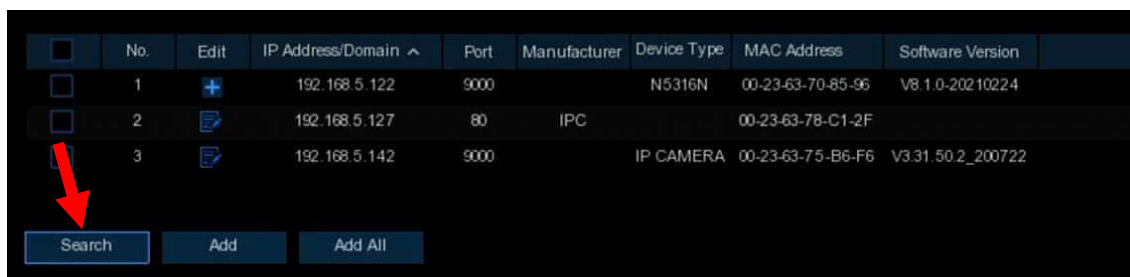 No. Edit IP Address/Domain Port Manufacturer Device Type MAC Address Software Version
1 192.168.5.122 9000 N5316N 00-23-63-70-85-96 V8.1.0-20210224
2 192.168.5.127 80 IPC 00-23-63-78-C1-2F
3 192.168.5.142 9000 IP CAMERA 00-23-63-75-B6-F6 V3.31.50.2_200722
Search Add Add All